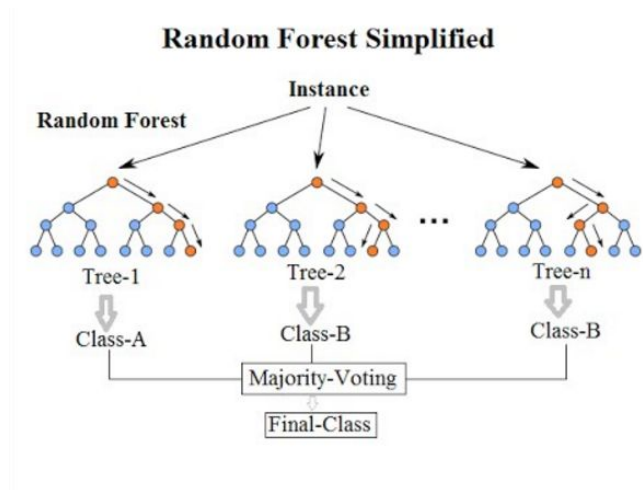 Random Forest Simplified
Instance
Random Forest
...
Tree-1
Tree-2
Tree-n
Class-A
Class-B
Class-B
Majority-Voting
Final-Class